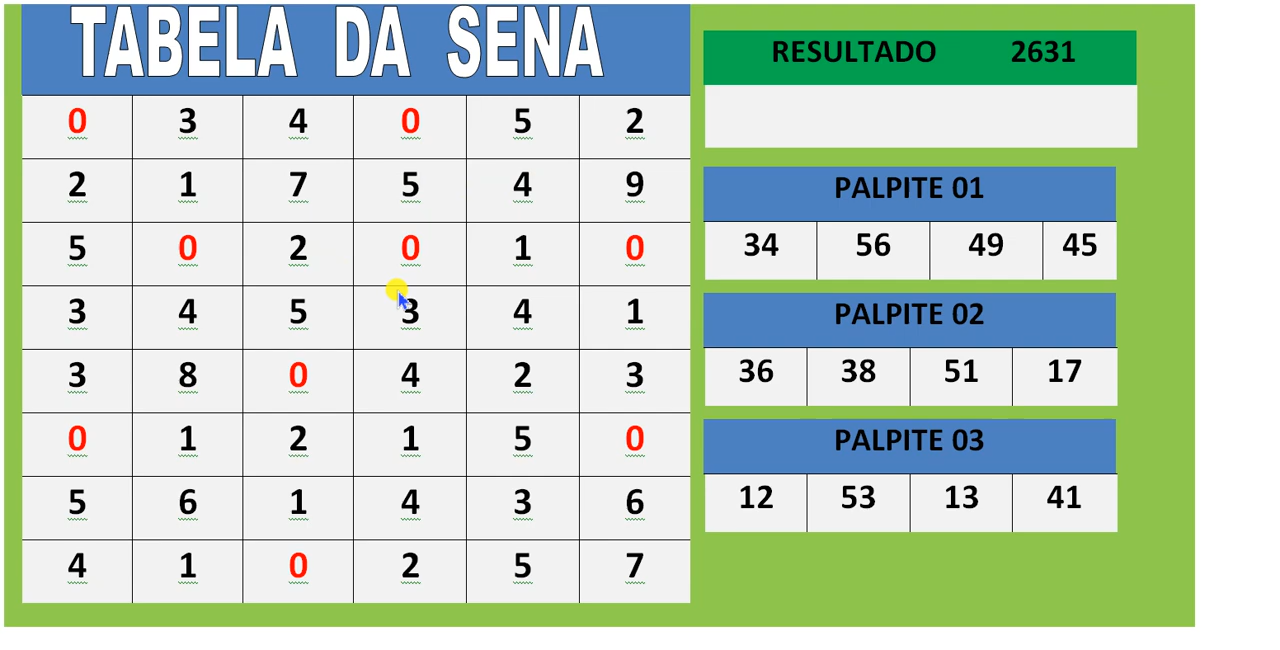 TABELA DA SENA
0 3 4 0 5 2
2 1 7 5 4 9
5 0 2 0 1 0
3 4 5 3 4 1
3 8 0 4 2 3
0 1 2 1 5 0
5 6 1 4 3 6
4 1 0 2 5 7
RESULTADO 2631
PALPITE 01
34 56 49 45
PALPITE 02
36 38 51 17
PALPITE 03
12 53 13 41